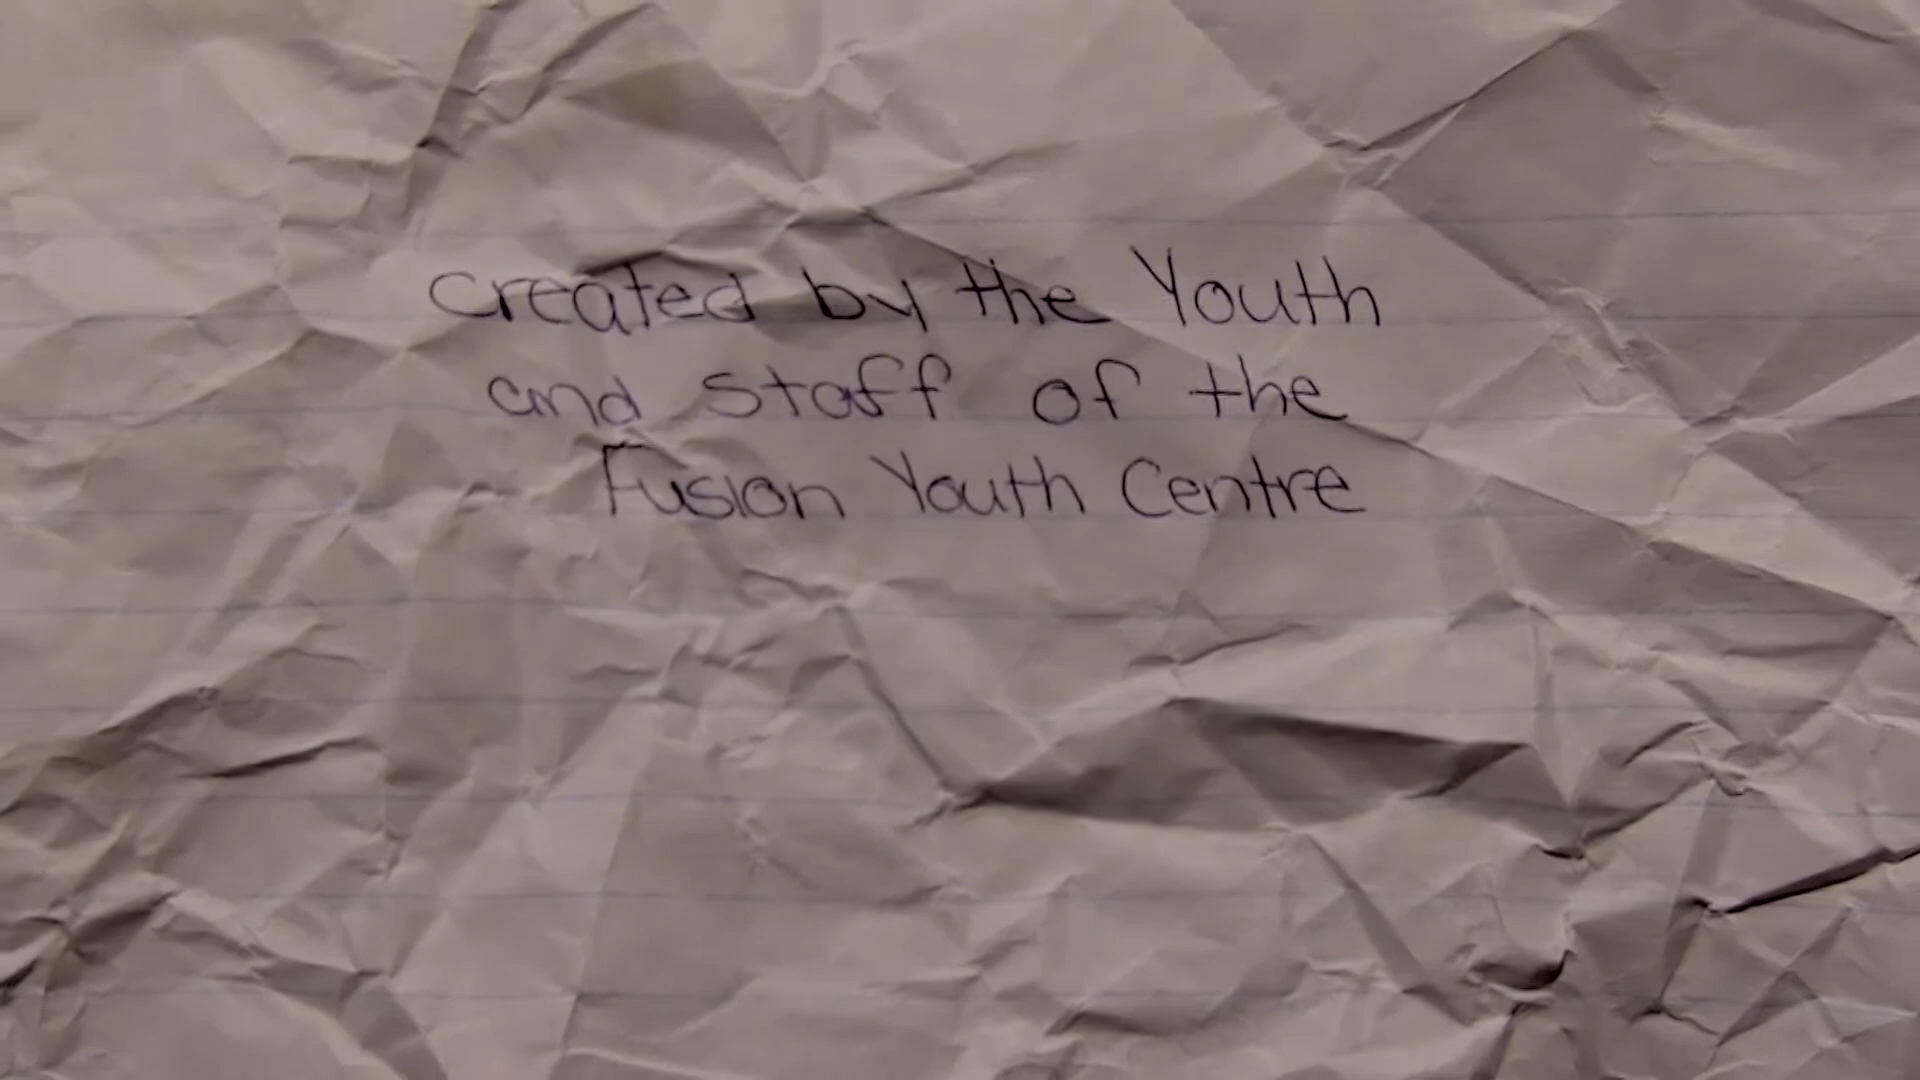 created by the Youth
and staff of the
Fusion Youth Centre